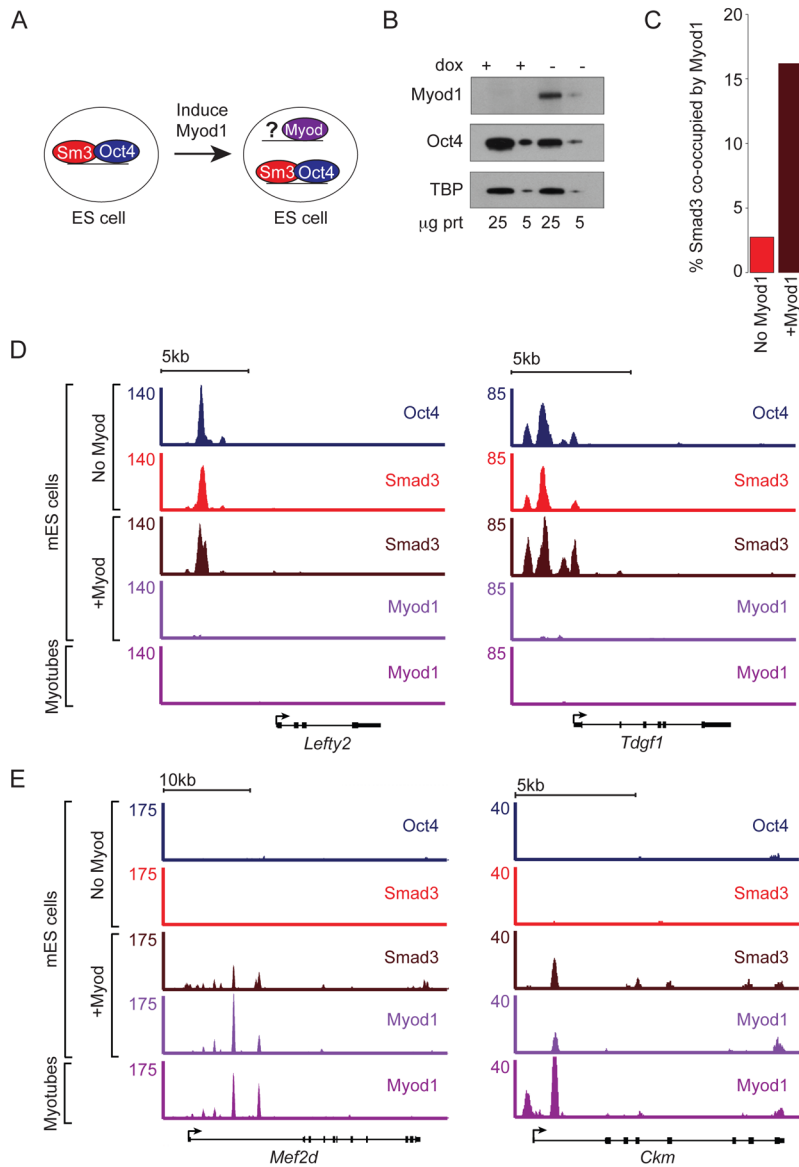 A
Sm3 Oct4
ES cell
Induce
Myod1
? Myod
Sm3 Oct4
ES cell
B
dox + + - -
Myod1
Oct4
TBP
µg prt 25 5 25 5
C
% Smad3 co-occupied by Myod1
20
15
10
5
0
No Myod1
+Myod1
D
mES cells
No Myod
+Myod
Myotubes
5kb
140 Oct4
140 Smad3
140 Smad3
140 Myod1
140 Myod1
Lefty2
5kb
85 Oct4
85 Smad3
85 Smad3
85 Myod1
85 Myod1
Tdgf1
E
mES cells
No Myod
+Myod
Myotubes
10kb
175 Oct4
175 Smad3
175 Smad3
175 Myod1
175 Myod1
Mef2d
5kb
40 Oct4
40 Smad3
40 Smad3
40 Myod1
40 Myod1
Ckm